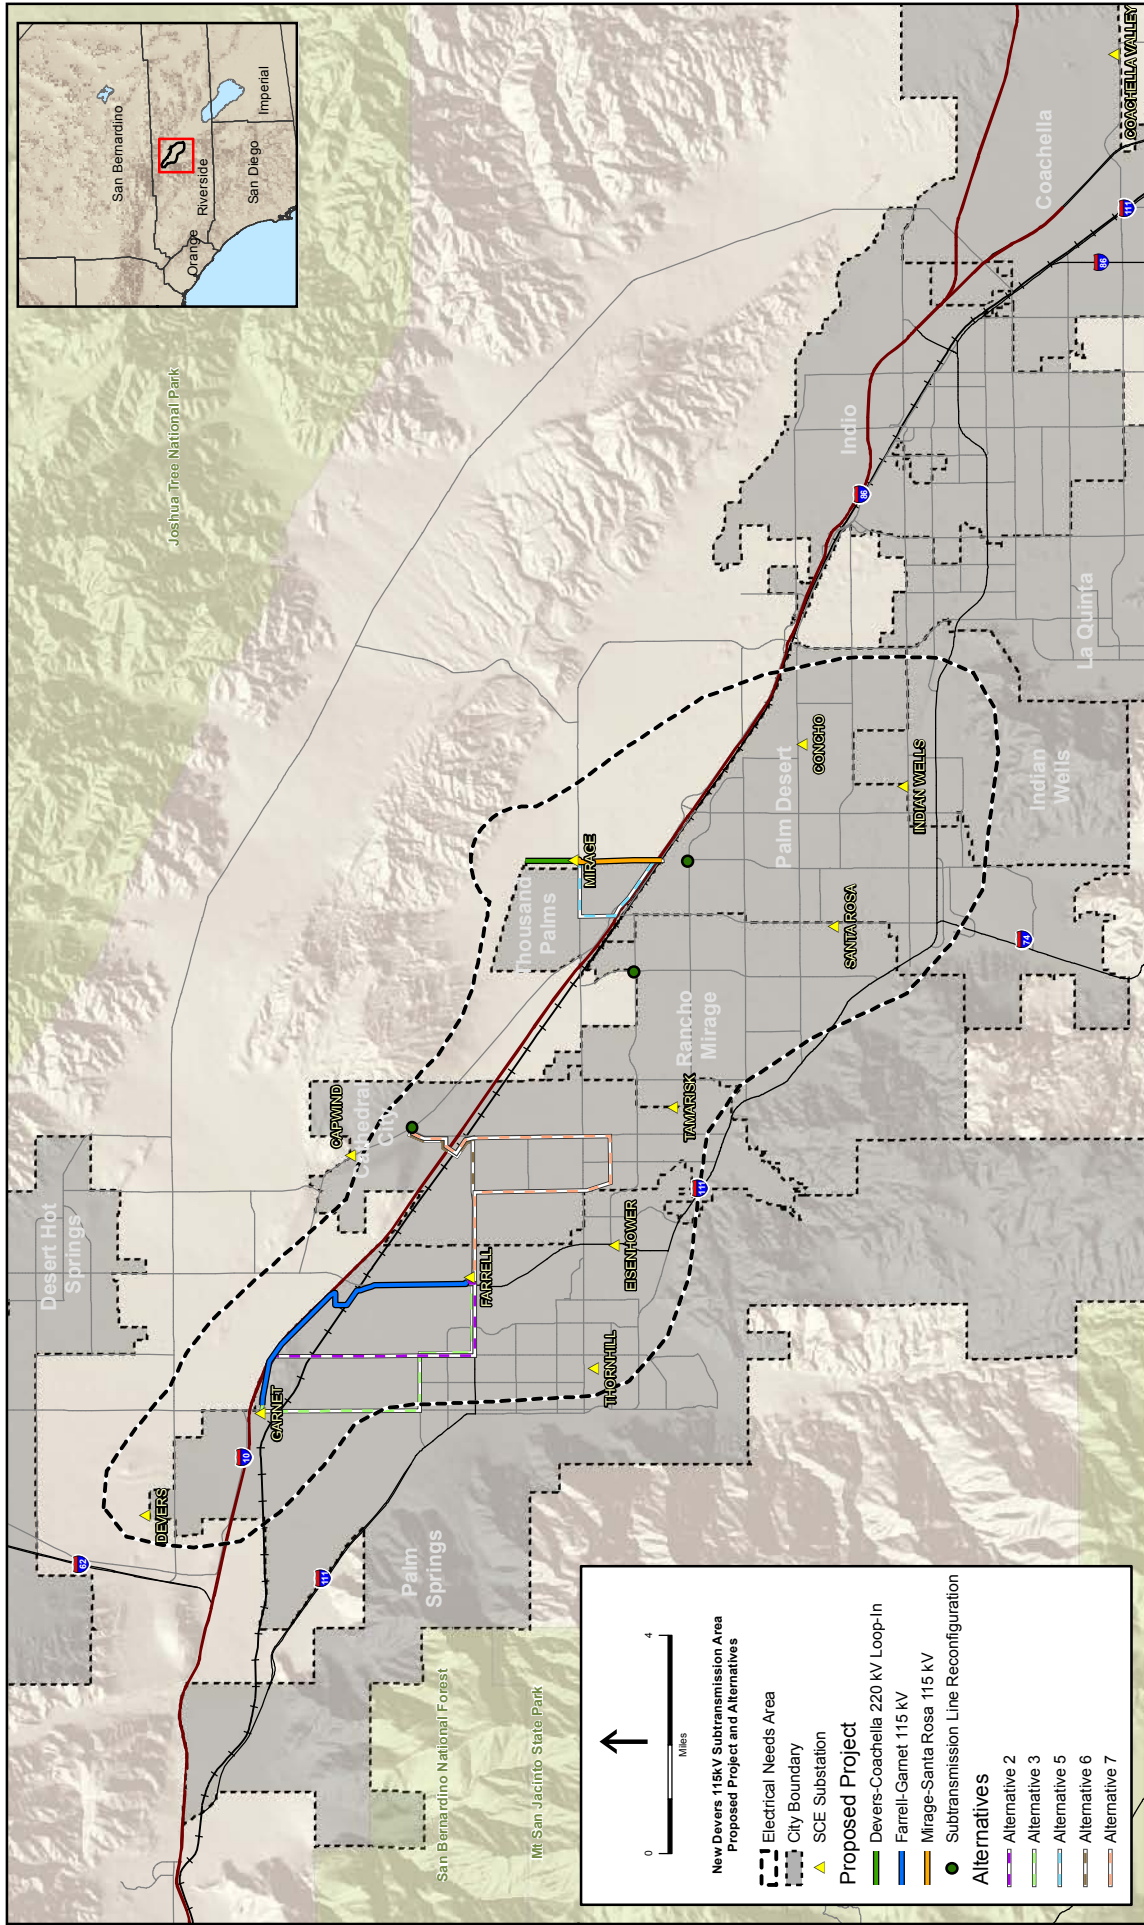 San Bernardino
Riverside
Orange
San Diego
Imperial
Joshua Tree National Park
Desert Hot
Springs
CAPWIND
Cathedral
City
Thousand
Palms
MIRAGE
DEVERS
GARNET
FARRELL
EISENHOWER
THORNHILL
TAMARISK
Rancho
Mirage
SANTA ROSA
Palm Desert
CONCHO
INDIAN WELLS
Indian
Wells
La Quinta
Indio
Coachella
COACHELLA VALLEY
Palm
Springs
San Bernardino National Forest
Mt San Jacinto State Park
62
10
111
111
74
86
86
111
0
4
Miles
New Devers 115kV Subtransmission Area
Proposed Project and Alternatives
Electrical Needs Area
City Boundary
SCE Substation
Proposed Project
Devers-Coachella 220 kV Loop-In
Farrell-Garnet 115 kV
Mirage-Santa Rosa 115 kV
Subtransmission Line Reconfiguration
Alternatives
Alternative 2
Alternative 3
Alternative 5
Alternative 6
Alternative 7